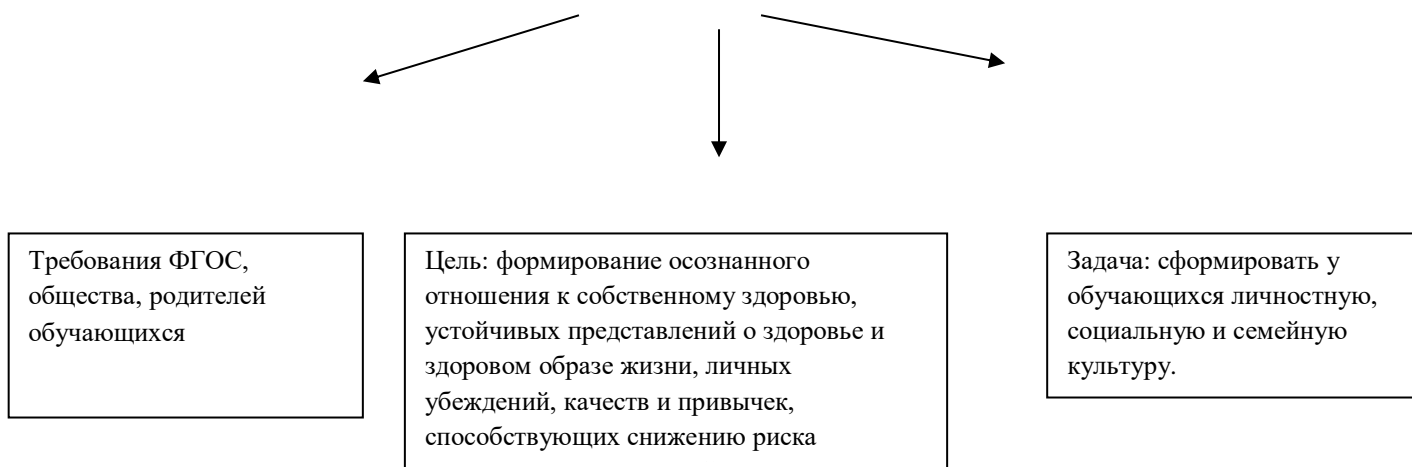 Требования ФГОС,
общества, родителей
обучающихся
Цель: формирование осознанного
отношения к собственному здоровью,
устойчивых представлений о здоровье и
здоровом образе жизни, личных
убеждений, качеств и привычек,
способствующих снижению риска
Задача: сформировать у
обучающихся личностную,
социальную и семейную
культуру.